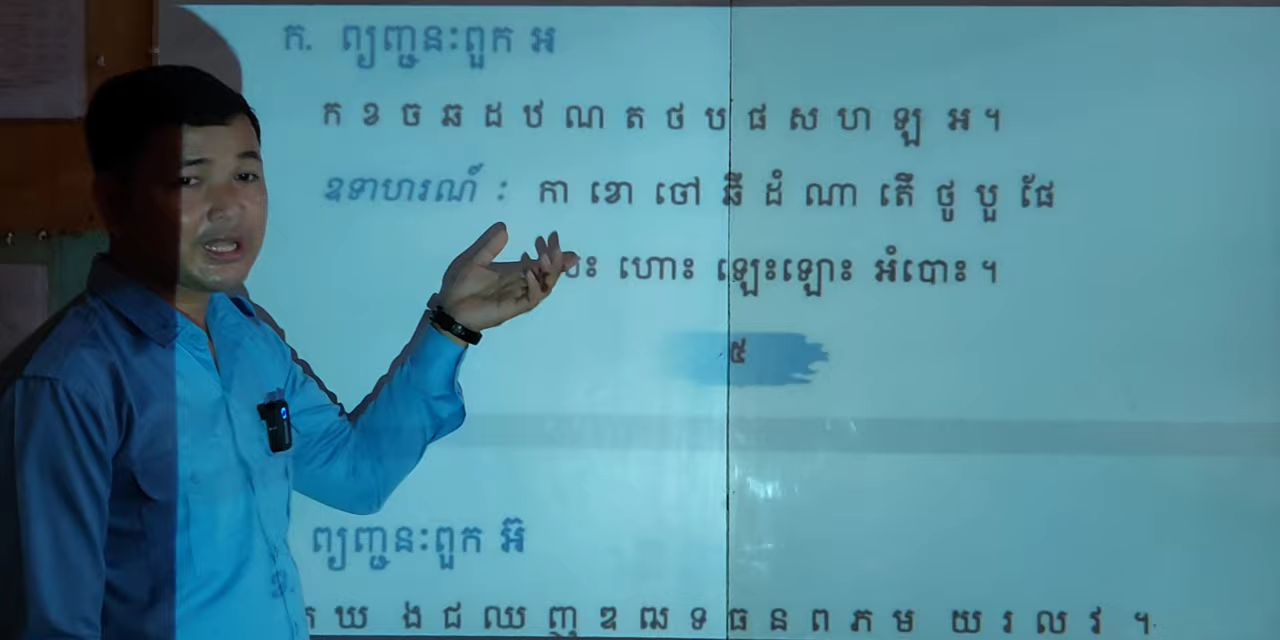 ក. ព្យញ្ជនះពួក អ
ក ខ ច ឆ ដ ឋ ណ ត ថ ប ផ ស ហ ឡ អ ។
ឧទាហរណ៍ : កា ខោ ចៅ ឆី ដំ ណា តើ ថូ បួ ផែ
ហោះ ឡេះឡោះ អំបោះ ។
៥
ខ. ព្យញ្ជនះពួក អ៊
ឃ ង ជ ឈ ញ ឌ ឍ ទ ធ ន ព ភ ម យ រ ល វ ។